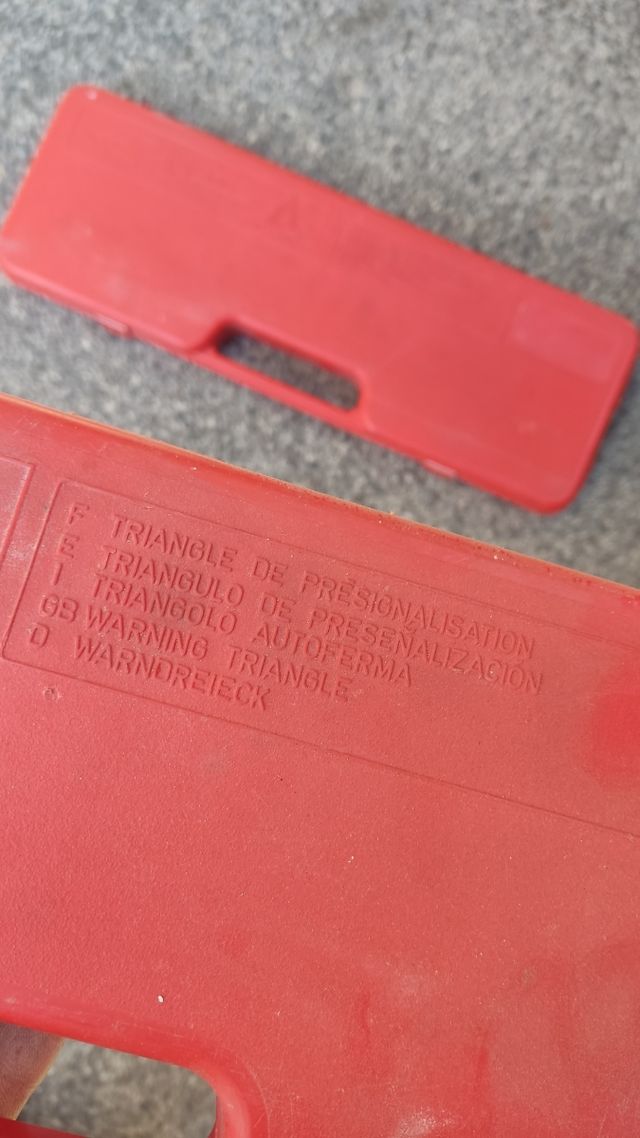 F TRIANGLE DE PRÉSIGNALISATION
E TRIANGULO DE PRESEÑALIZACIÓN
I TRIANGOLO AUTOFERMA
GB WARNING TRIANGLE
D WARNDREIECK